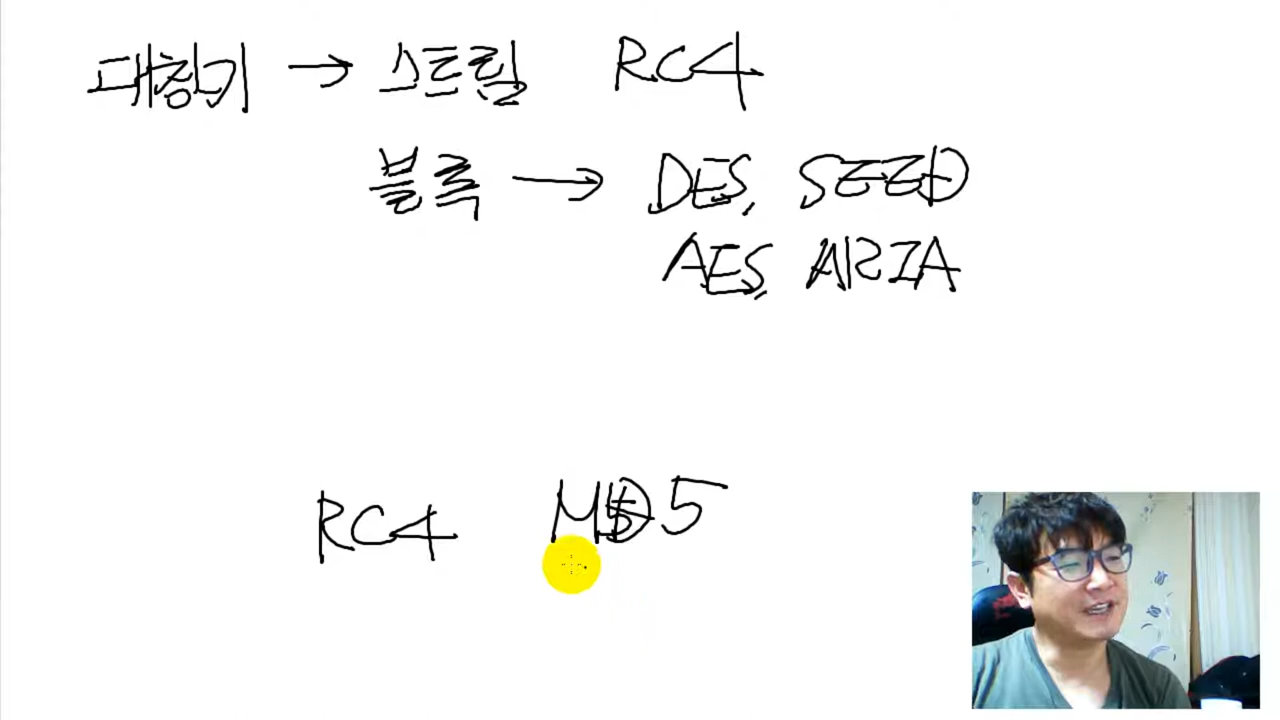 대칭키 → 스트림 RC4
블록 → DES, SEED
AES, ARIA
RC4 MD5